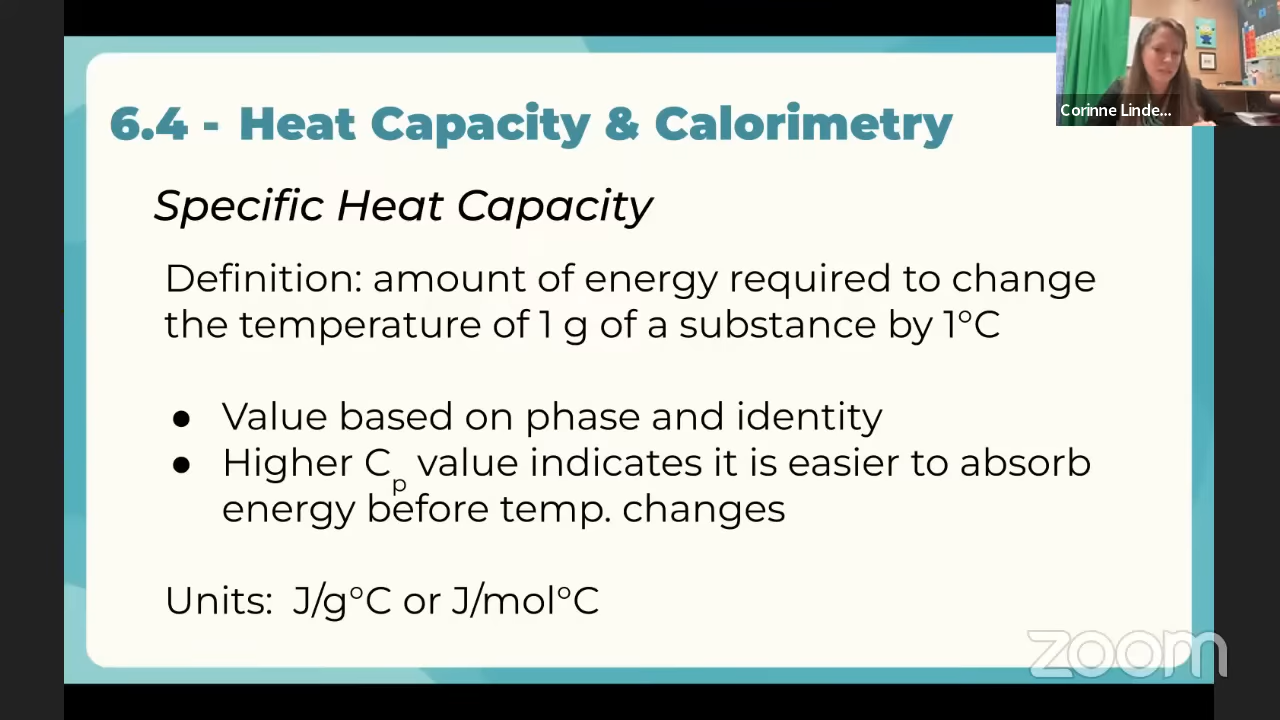 6.4 - Heat Capacity & Calorimetry
Corinne Linde...
Specific Heat Capacity
Definition: amount of energy required to change
the temperature of 1 g of a substance by 1°C
● Value based on phase and identity
● Higher Cp value indicates it is easier to absorb
energy before temp. changes
Units: J/g°C or J/mol°C
zoom